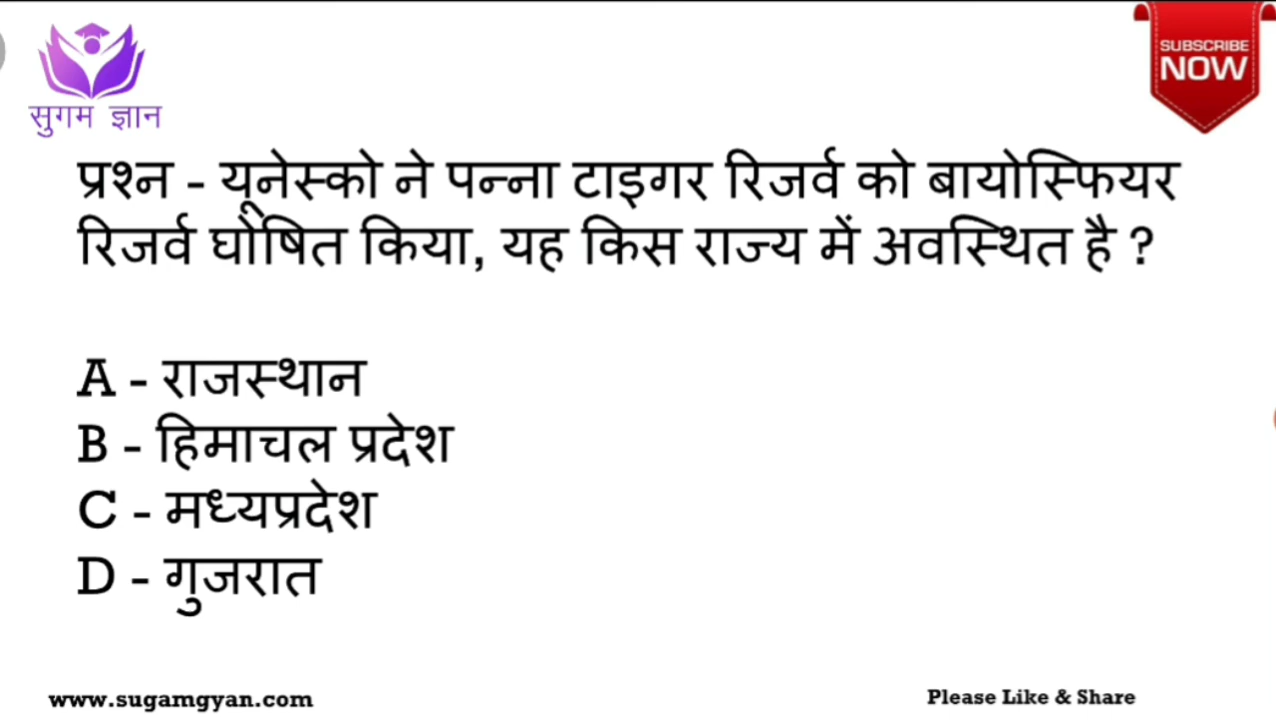 सुगम ज्ञान
SUBSCRIBE
NOW
प्रश्न - यूनेस्को ने पन्ना टाइगर रिजर्व को बायोस्फियर
रिजर्व घोषित किया, यह किस राज्य में अवस्थित है ?
A - राजस्थान
B - हिमाचल प्रदेश
C - मध्यप्रदेश
D - गुजरात
www.sugamgyan.com
Please Like & Share